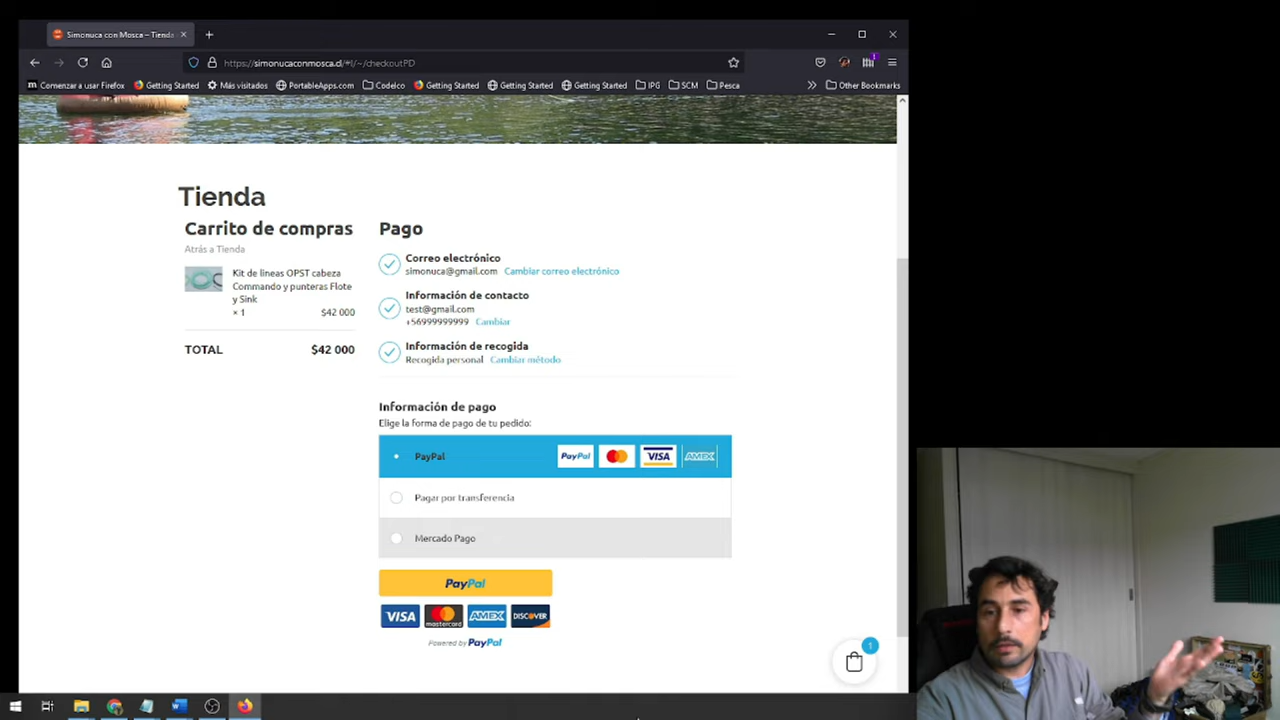 Simonuca con Mosca – Tienda
https://simonucaconmosca.cl/#!/~/checkoutPD
Comenzar a usar Firefox
Getting Started
Más visitados
PortableApps.com
Codelco
Getting Started
Getting Started
Getting Started
IPG
SCM
Pesca
Other Bookmarks
Tienda
Carrito de compras
Atrás a Tienda
Kit de lineas OPST cabeza
Commando y punteras Flote
y Sink
× 1 $42 000
TOTAL $42 000
Pago
Correo electrónico
simonuca@gmail.com Cambiar correo electrónico
Información de contacto
test@gmail.com
+56999999999 Cambiar
Información de recogida
Recogida personal Cambiar método
Información de pago
Elige la forma de pago de tu pedido:
PayPal PayPal VISA AMEX
Pagar por transferencia
Mercado Pago
PayPal
VISA mastercard AMEX DISCOVER
Powered by PayPal
1